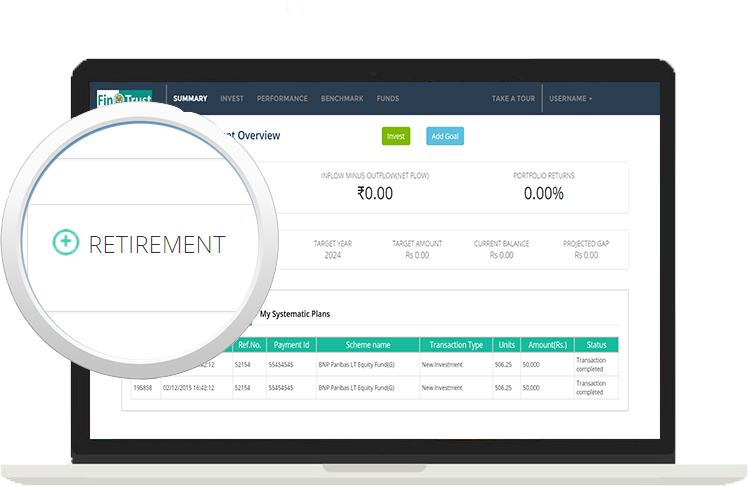 Fin Trust
SUMMARY INVEST PERFORMANCE BENCHMARK FUNDS TAKE A TOUR USERNAME
Overview Invest Add Goal
INFLOW MINUS OUTFLOW(NET FLOW) PORTFOLIO RETURNS
₹0.00 0.00%
RETIREMENT
TARGET YEAR TARGET AMOUNT CURRENT BALANCE PROJECTED GAP
2024 Rs 0.00 Rs 0.00 Rs 0.00
My Systematic Plans
Ref.No. Payment Id Scheme name Transaction Type Units Amount(Rs.) Status
:42:12 52154 55454545 BNP Paribas LT Equity Fund(G) New Investment 506.25 50,000 Transaction
completed
195858 02/12/2015 16:42:12 52154 55454545 BNP Paribas LT Equity Fund(G) New Investment 506.25 50,000 Transaction
completed